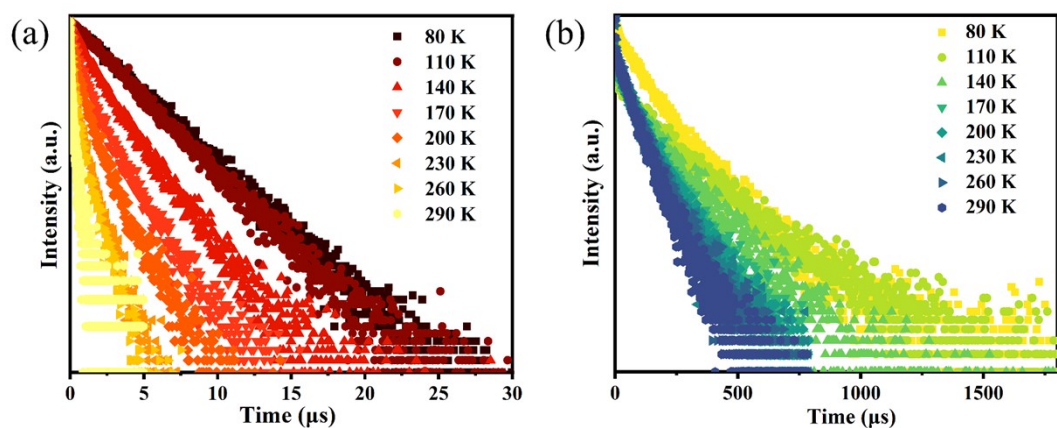 (a)
Intensity (a.u.)
80 K
110 K
140 K
170 K
200 K
230 K
260 K
290 K
0 5 10 15 20 25 30
Time (μs)
(b)
Intensity (a.u.)
80 K
110 K
140 K
170 K
200 K
230 K
260 K
290 K
0 500 1000 1500
Time (μs)